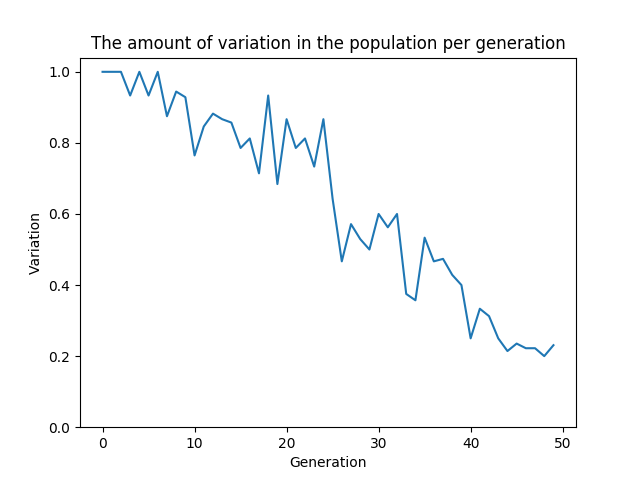 The amount of variation in the population per generation
1.0
0.8
0.6
0.4
0.2
0.0
Variation
0 10 20 30 40 50
Generation